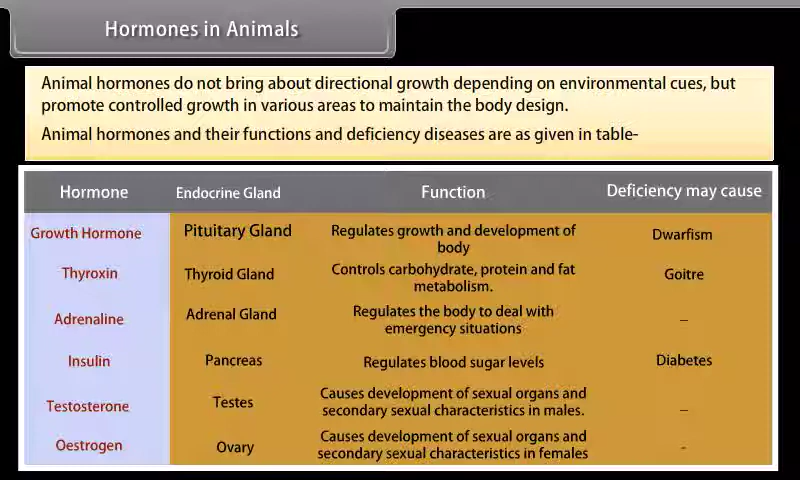 Hormones in Animals
Animal hormones do not bring about directional growth depending on environmental cues, but
promote controlled growth in various areas to maintain the body design.
Animal hormones and their functions and deficiency diseases are as given in table-
Hormone Endocrine Gland Function Deficiency may cause
Growth Hormone Pituitary Gland Regulates growth and development of
body Dwarfism
Thyroxin Thyroid Gland Controls carbohydrate, protein and fat
metabolism. Goitre
Adrenaline Adrenal Gland Regulates the body to deal with
emergency situations –
Insulin Pancreas Regulates blood sugar levels Diabetes
Testosterone Testes Causes development of sexual organs and
secondary sexual characteristics in males. –
Oestrogen Ovary Causes development of sexual organs and
secondary sexual characteristics in females -